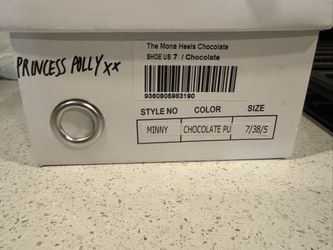 The Mona Heels Chocolate
SHOE US 7 / Chocolate
PRINCESS POLLY xx
9360905983190
STYLE NO COLOR SIZE
MINNY CHOCOLATE PU 7/38/5